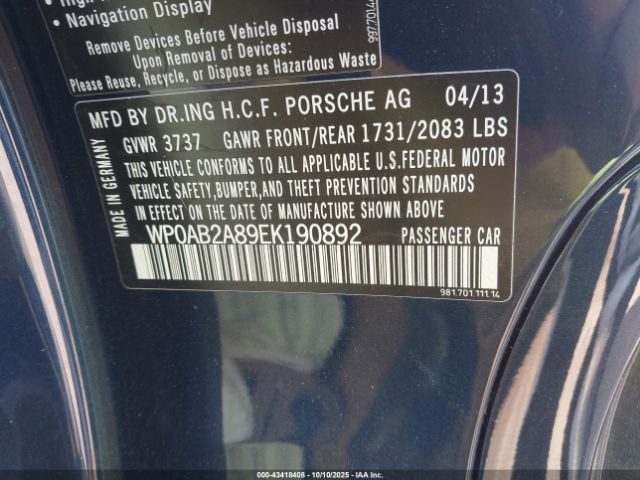 • Navigation Display
Remove Devices Before Vehicle Disposal
Upon Removal of Devices:
Please Reuse, Recycle, or Dispose as Hazardous Waste
MFD BY DR.ING H.C.F. PORSCHE AG 04/13
GVWR 3737 GAWR FRONT/REAR 1731/2083 LBS
THIS VEHICLE CONFORMS TO ALL APPLICABLE U.S.FEDERAL MOTOR
VEHICLE SAFETY,BUMPER,AND THEFT PREVENTION STANDARDS
IN EFFECT ON THE DATE OF MANUFACTURE SHOWN ABOVE.
WP0AB2A89EK190892 PASSENGER CAR
981.701.111.14
MADE IN GERMANY
000-43418408 - 10/10/2025 - IAA Inc.